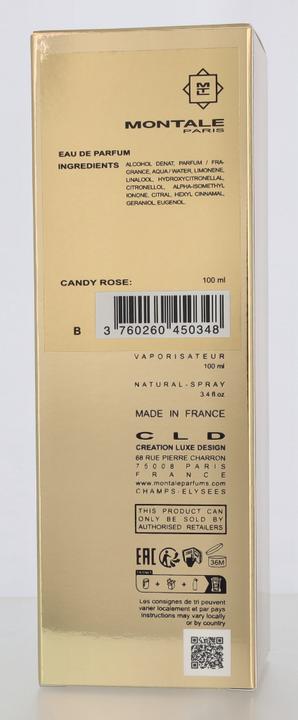 MONTALE
PARIS
EAU DE PARFUM
INGREDIENTS ALCOHOL DENAT, PARFUM / FRA-
GRANCE, AQUA / WATER, LIMONENE,
LINALOOL, HYDROXYCITRONELLAL,
CITRONELLOL, ALPHA-ISOMETHYL
IONONE, CITRAL, HEXYL CINNAMAL,
GERANIOL, EUGENOL.
CANDY ROSE: 100 ml
B 3 760260 450348
VAPORISATEUR
100 ml
NATURAL-SPRAY
3.4 fl oz
MADE IN FRANCE
CLD
CREATION LUXE DESIGN
68 RUE PIERRE CHARRON
75008 PARIS
FRANCE
www.montaleparfums.com
CHAMPS-ELYSEES
THIS PRODUCT CAN
ONLY BE SOLD BY
AUTHORISED RETAILERS
EAC 36M
Les consignes de tri peuvent
varier localement et par pays
Instructions may vary locally
or by country